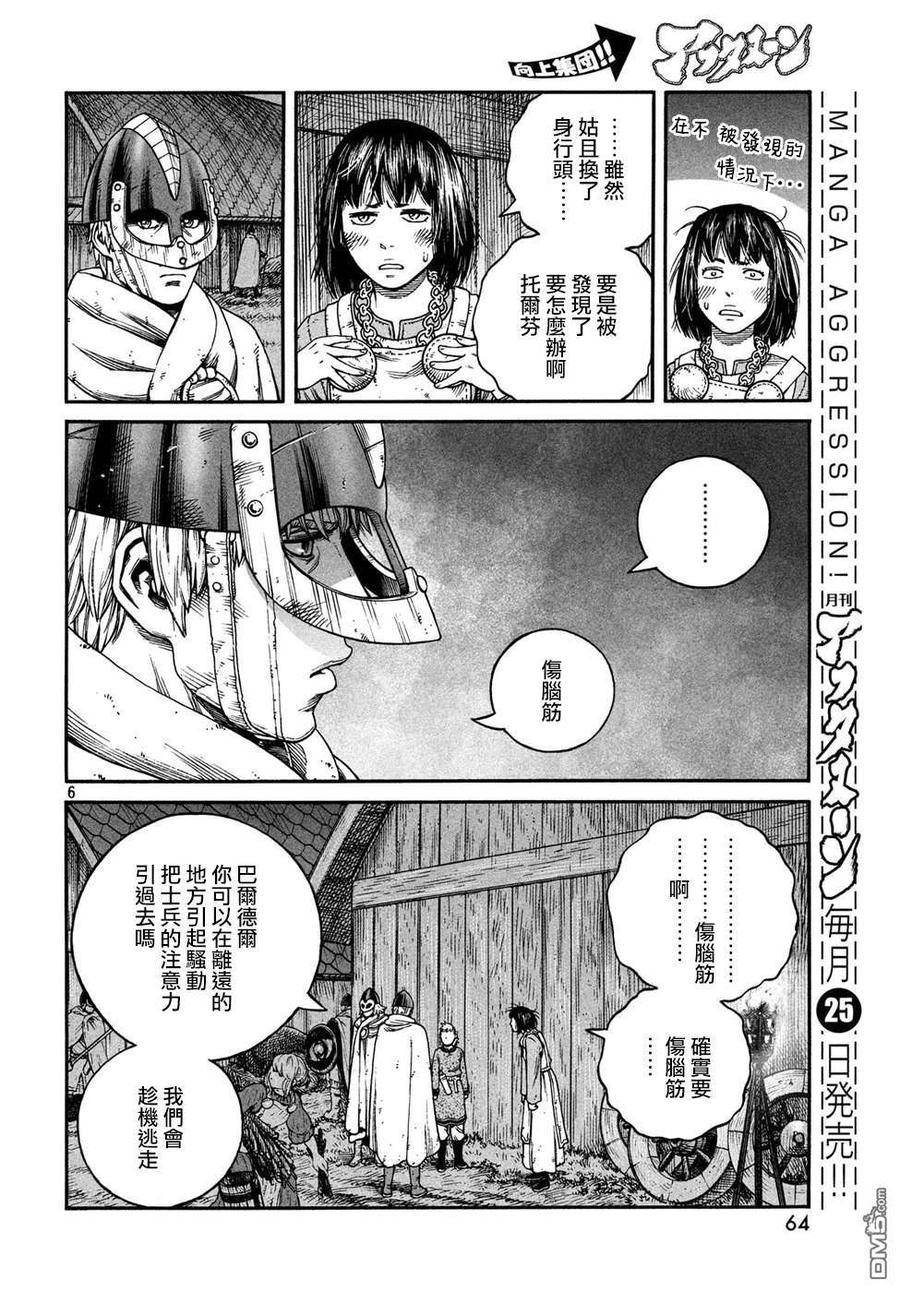 向上集団!!
アフタヌーン
在不 被發現的
情況下···
……雖然
姑且換了
身行頭……
要是被
發現了
要怎麼辦啊
托爾芬
………
傷腦筋
6
………
傷腦筋
………
啊……
確實要
傷腦筋
……
巴爾德爾
你可以在離遠的
地方引起騷動
把士兵的注意力
引過去嗎
我們會
趁機逃走
64
MANGA AGGRESSION! 月刊アフタヌーン 毎月25日発売!!!
DM5.com